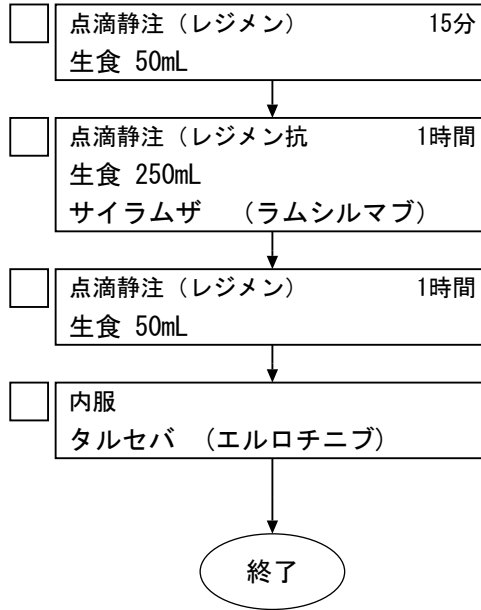 点滴静注（レジメン） 15分
生食 50mL
点滴静注（レジメン抗 1時間
生食 250mL
サイラムザ （ラムシルマブ）
点滴静注（レジメン） 1時間
生食 50mL
内服
タルセバ （エルロチニブ）
終了